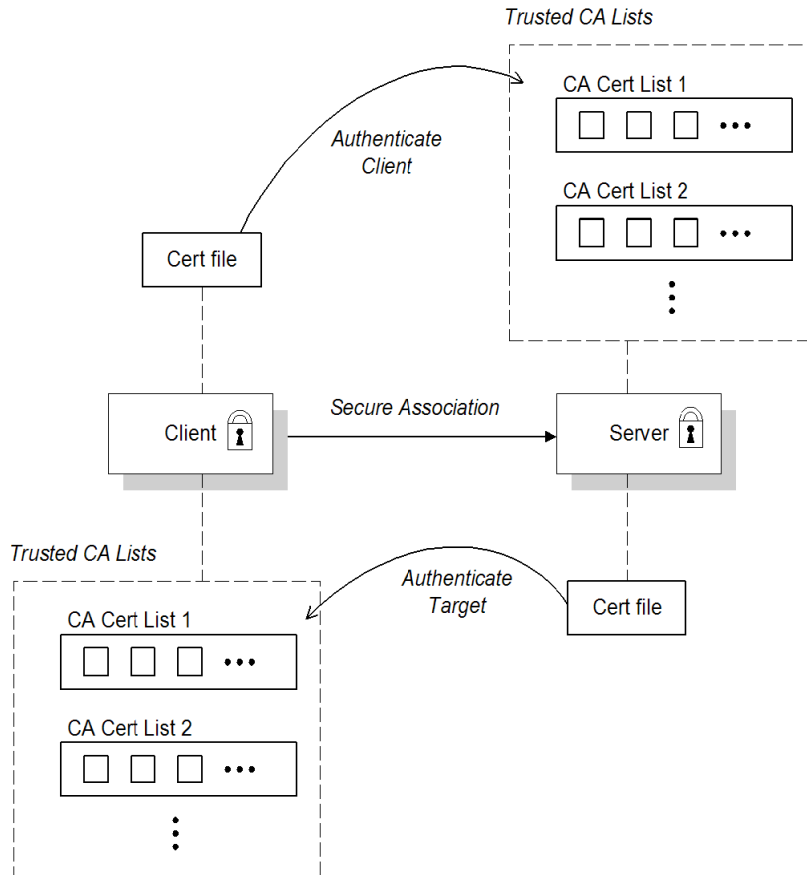 Trusted CA Lists
CA Cert List 1
Authenticate
Client
CA Cert List 2
Cert file
Secure Association
Client
Server
Trusted CA Lists
Authenticate
Target
Cert file
CA Cert List 1
CA Cert List 2